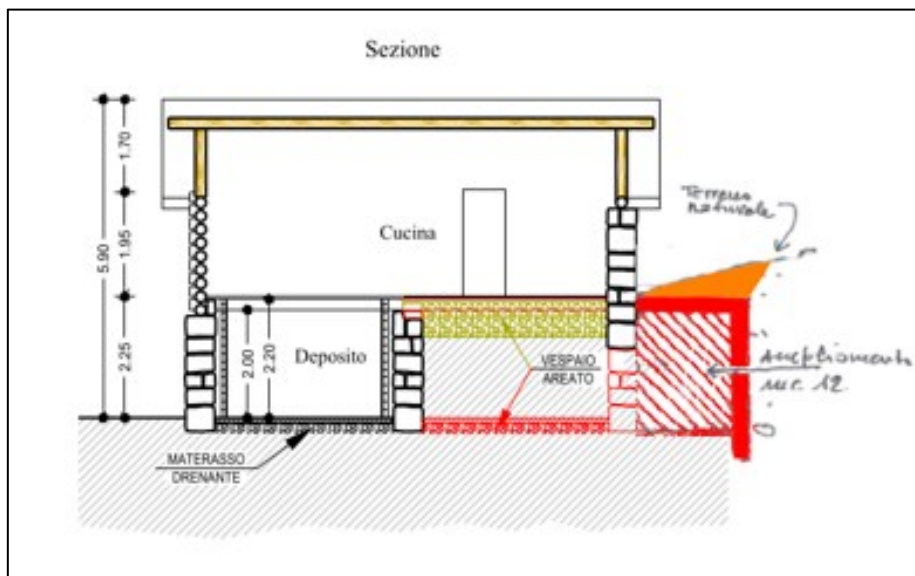 Sezione
1.70
Terreno
naturale
Cucina
1.95
5.90
Deposito
2.00
2.20
2.25
VESPAIO
AREATO
ampliamento
mc. 12
MATERASSO
DRENANTE